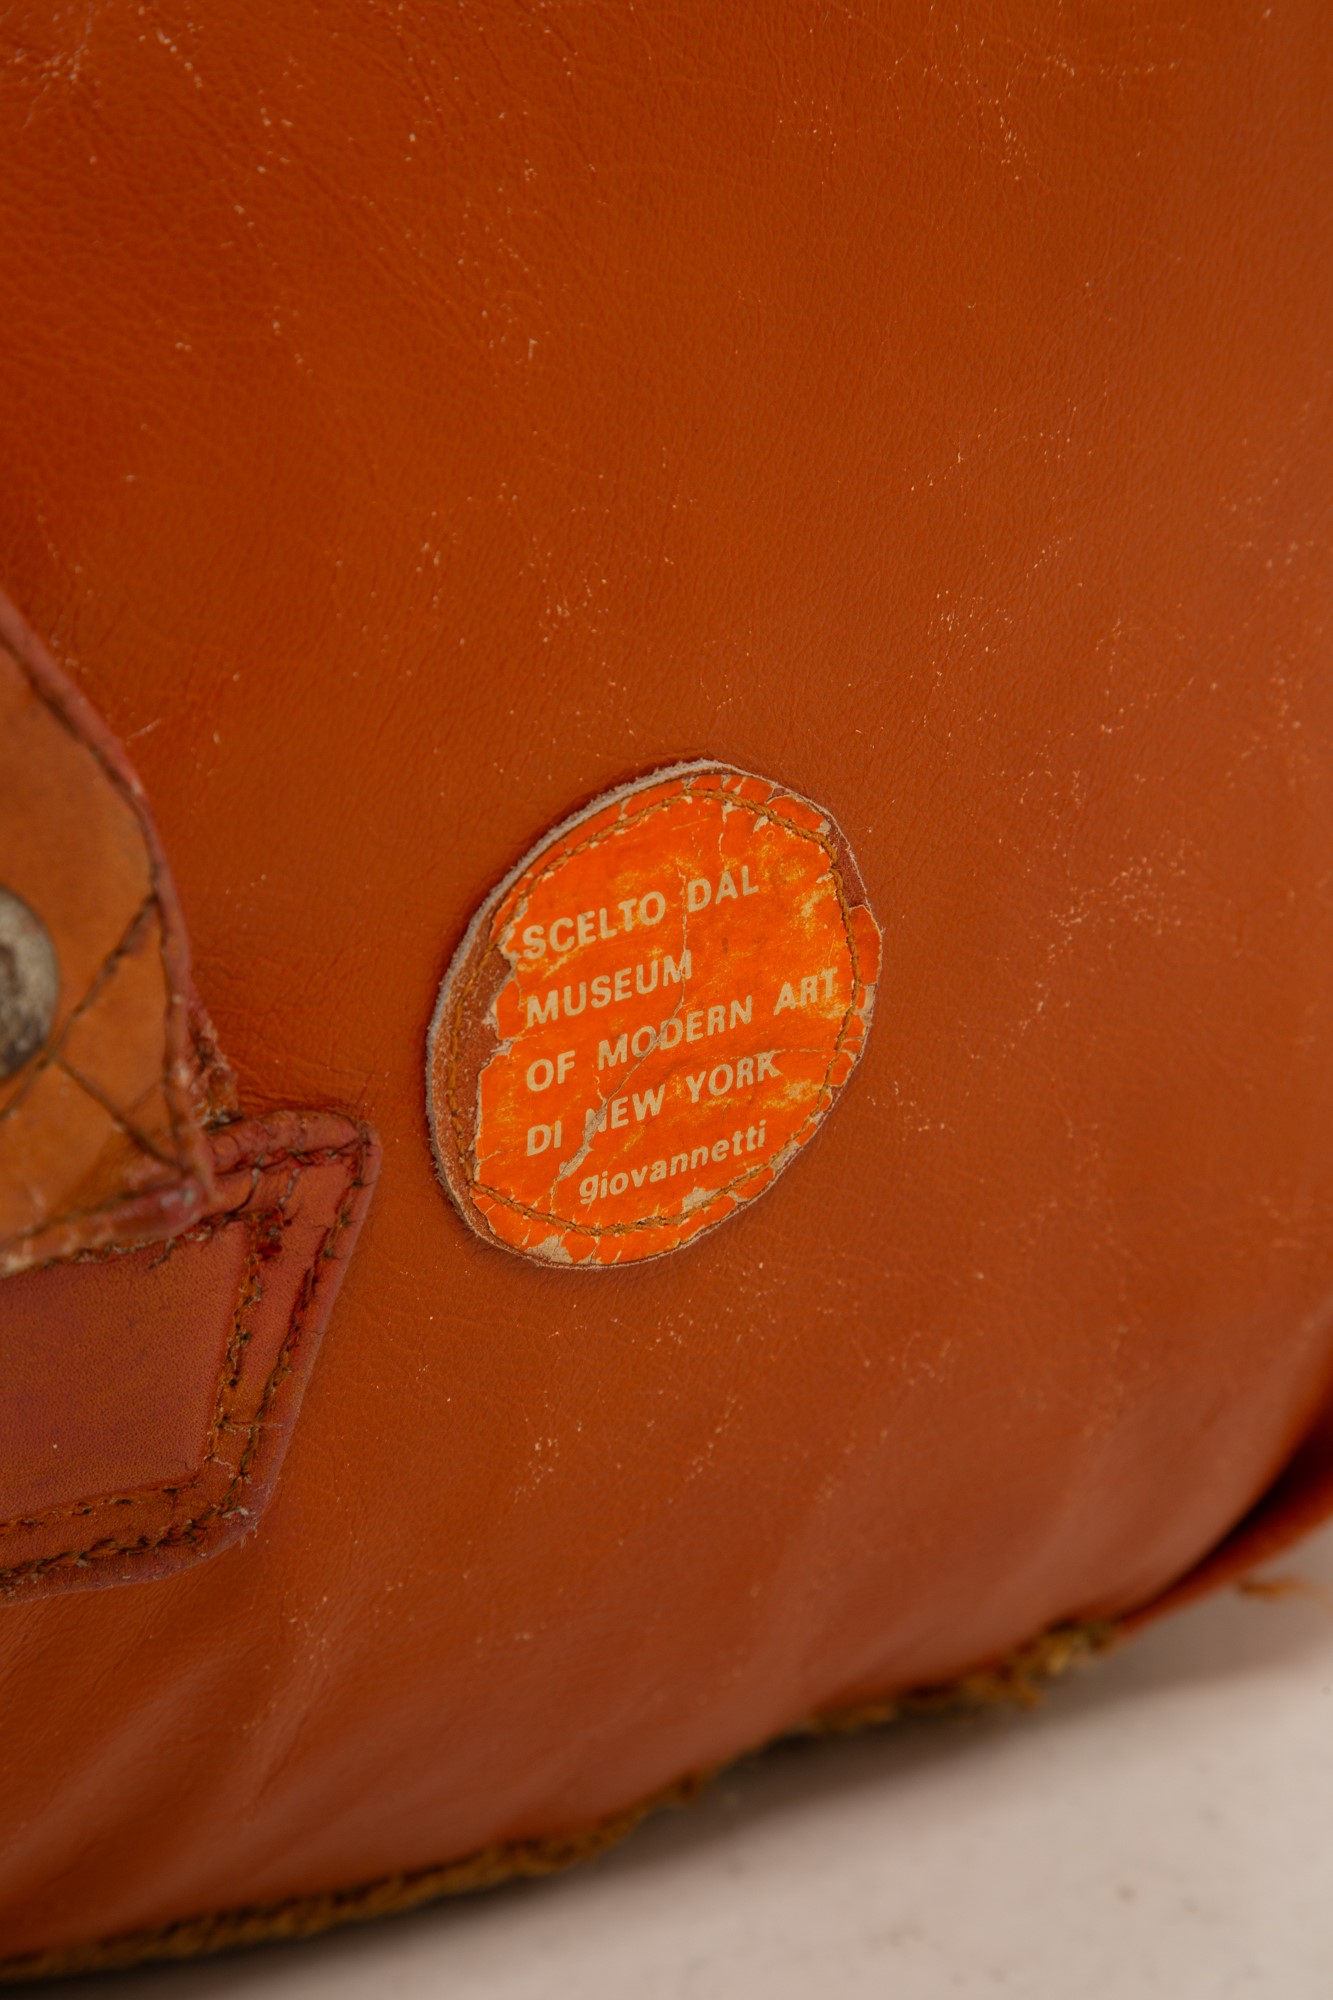 SCELTO DAL
MUSEUM
OF MODERN ART
DI NEW YORK
giovannetti